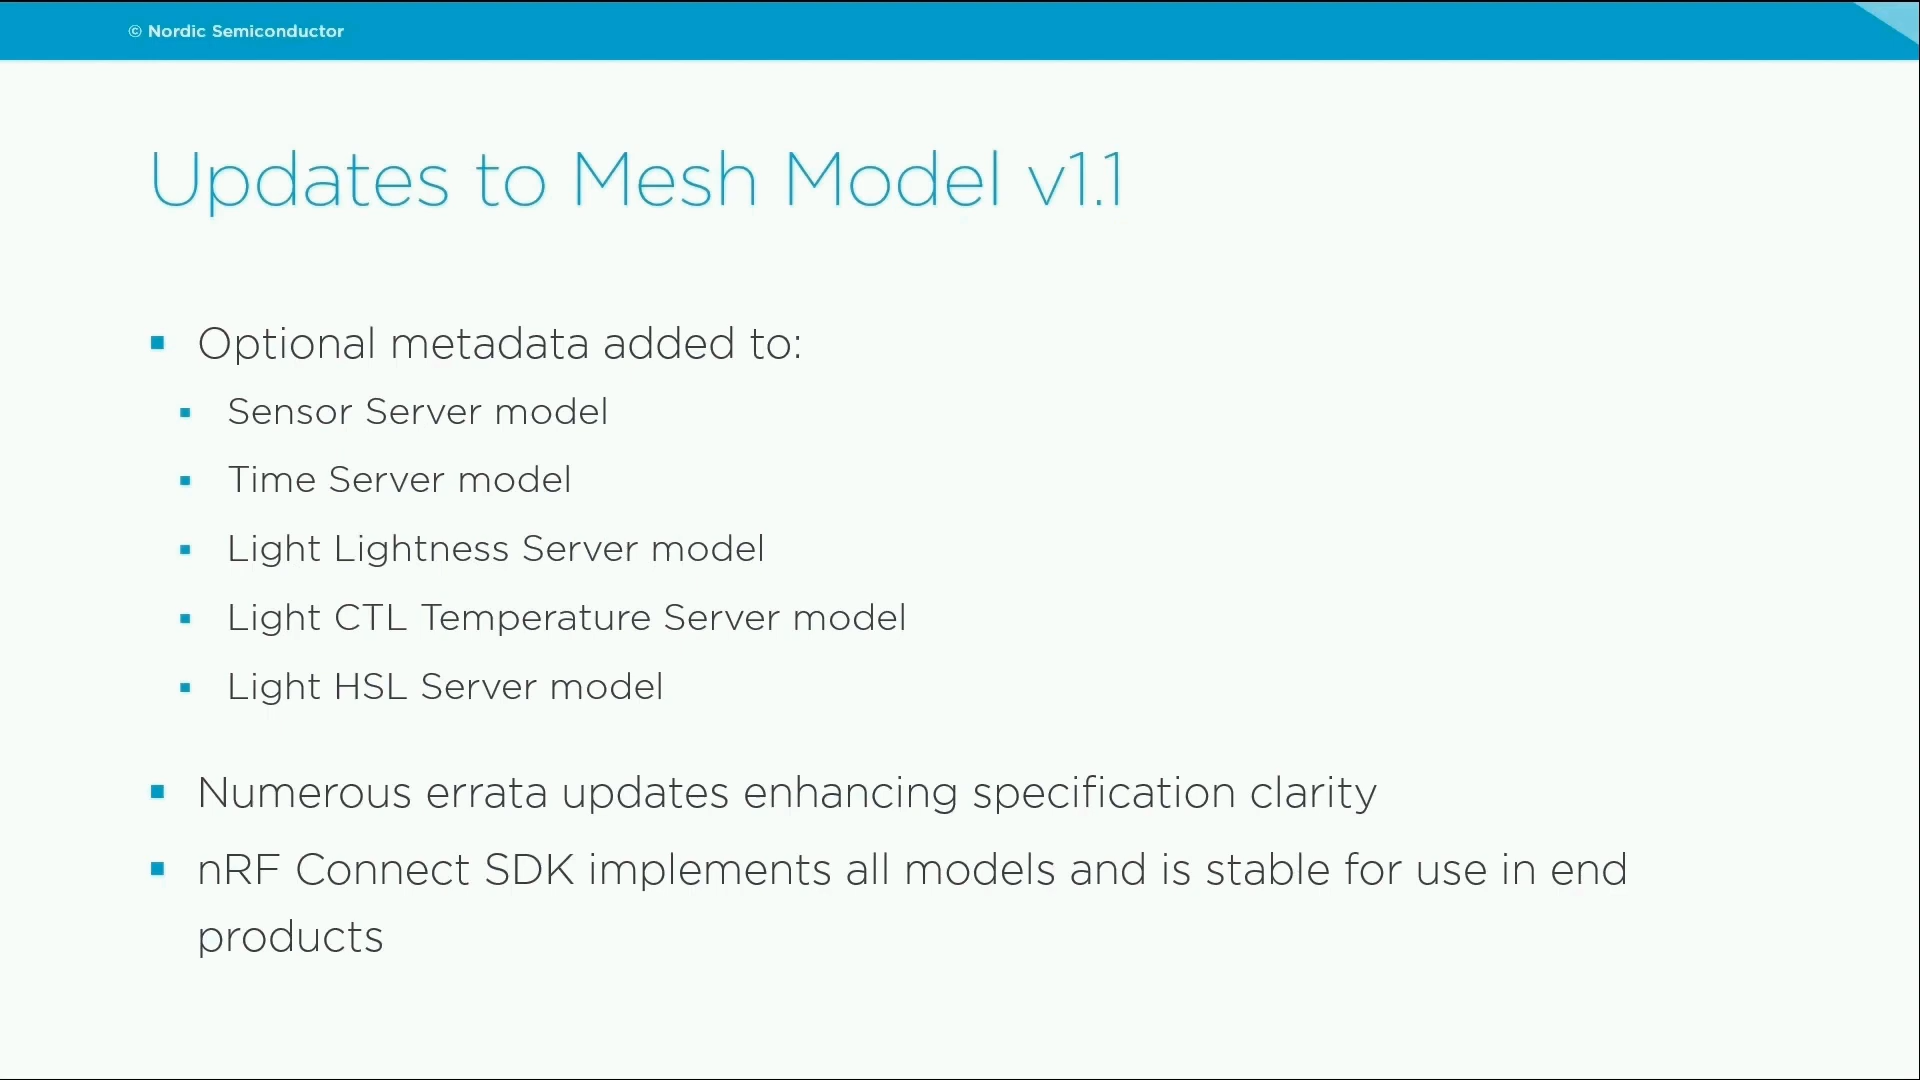 © Nordic Semiconductor
Updates to Mesh Model v1.1
Optional metadata added to:
Sensor Server model
Time Server model
Light Lightness Server model
Light CTL Temperature Server model
Light HSL Server model
Numerous errata updates enhancing specification clarity
nRF Connect SDK implements all models and is stable for use in end
products